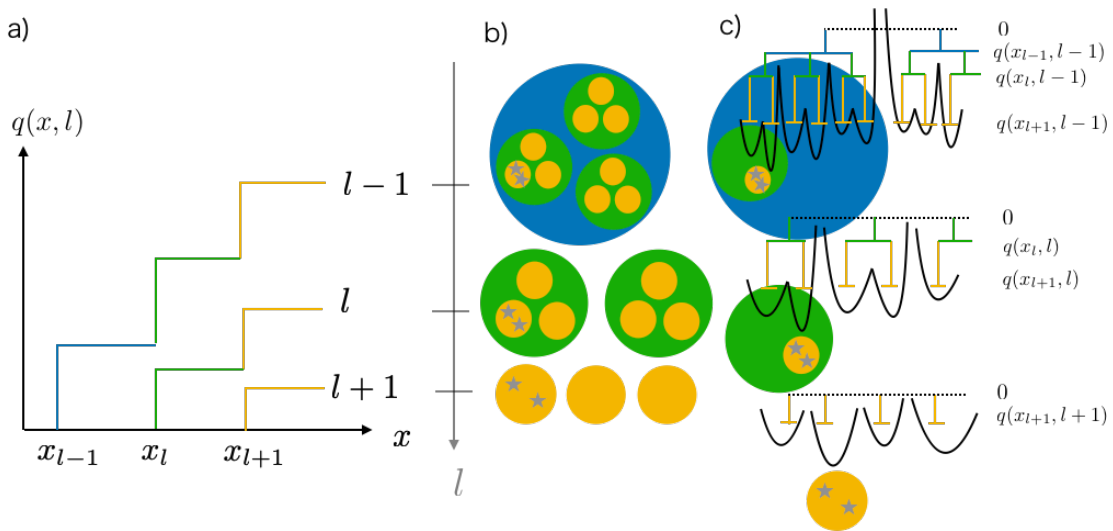 a)
q(x, l)
l − 1
l
l + 1
x_{l−1}
x_l
x_{l+1}
x
b)
l
c)
0
q(x_{l−1}, l − 1)
q(x_l, l − 1)
q(x_{l+1}, l − 1)
0
q(x_l, l)
q(x_{l+1}, l)
0
q(x_{l+1}, l + 1)